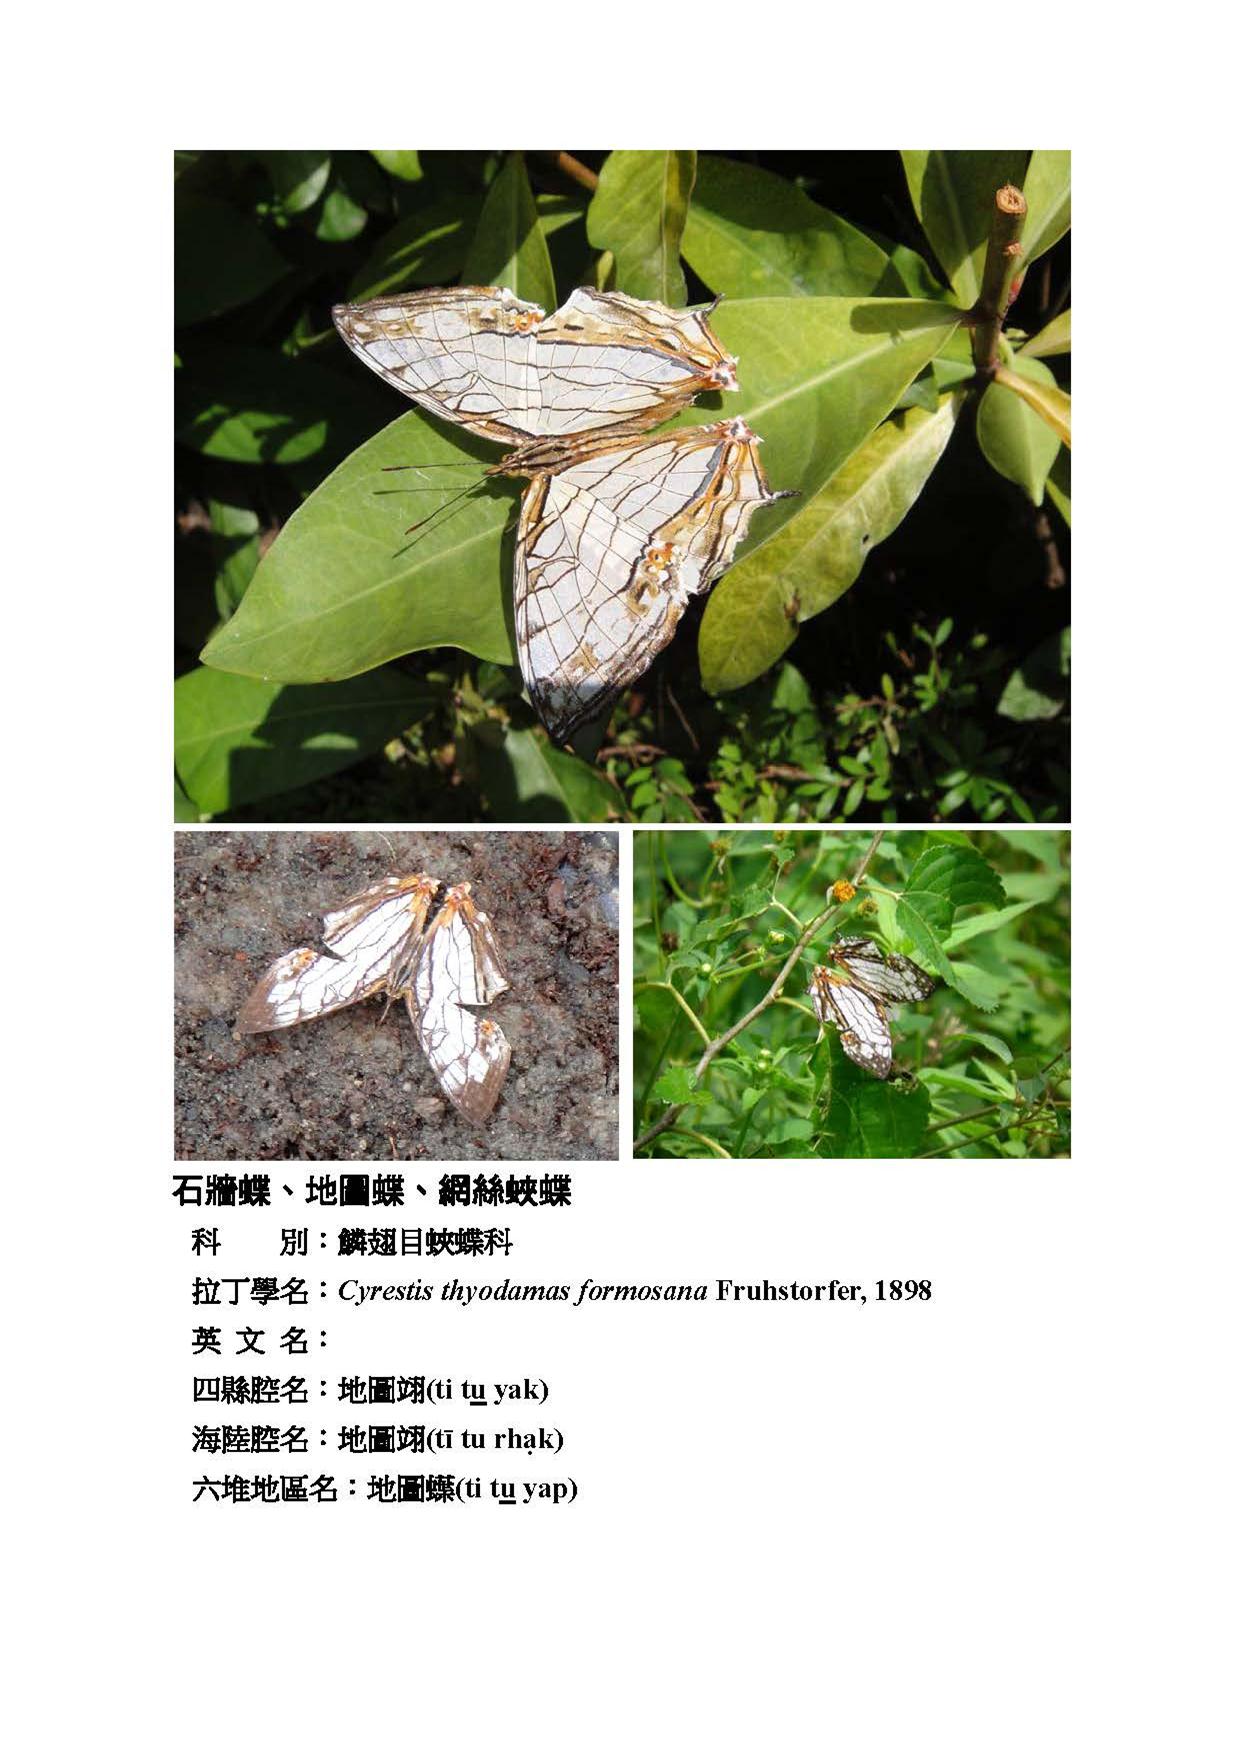 石牆蝶、地圖蝶、網絲蛺蝶
科　　別：鱗翅目蛺蝶科
拉丁學名：Cyrestis thyodamas formosana Fruhstorfer, 1898
英 文 名：
四縣腔名：地圖翊(ti tu̲ yak)
海陸腔名：地圖翊(tī tu rhạk)
六堆地區名：地圖蠂(ti tu̲ yap)